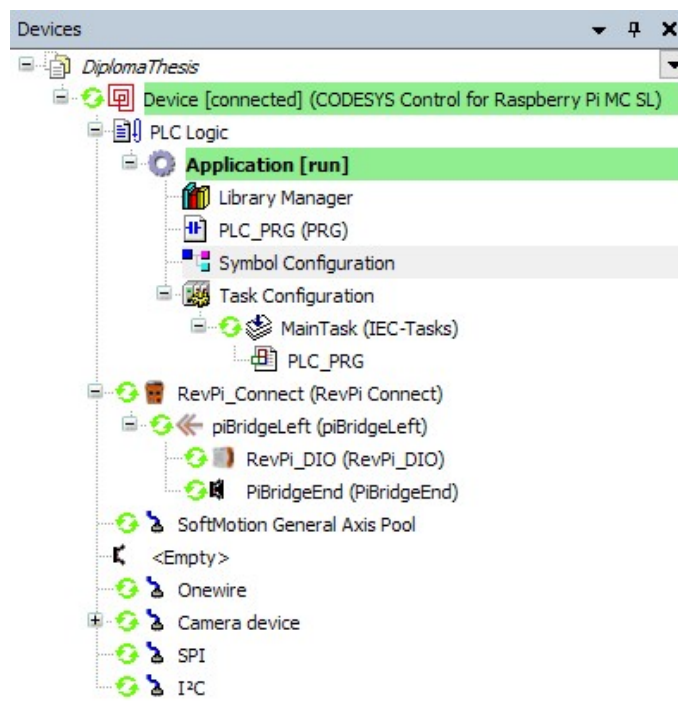 Devices
DiplomaThesis
Device [connected] (CODESYS Control for Raspberry Pi MC SL)
PLC Logic
Application [run]
Library Manager
PLC_PRG (PRG)
Symbol Configuration
Task Configuration
MainTask (IEC-Tasks)
PLC_PRG
RevPi_Connect (RevPi Connect)
piBridgeLeft (piBridgeLeft)
RevPi_DIO (RevPi_DIO)
PiBridgeEnd (PiBridgeEnd)
SoftMotion General Axis Pool
<Empty>
Onewire
Camera device
SPI
I²C